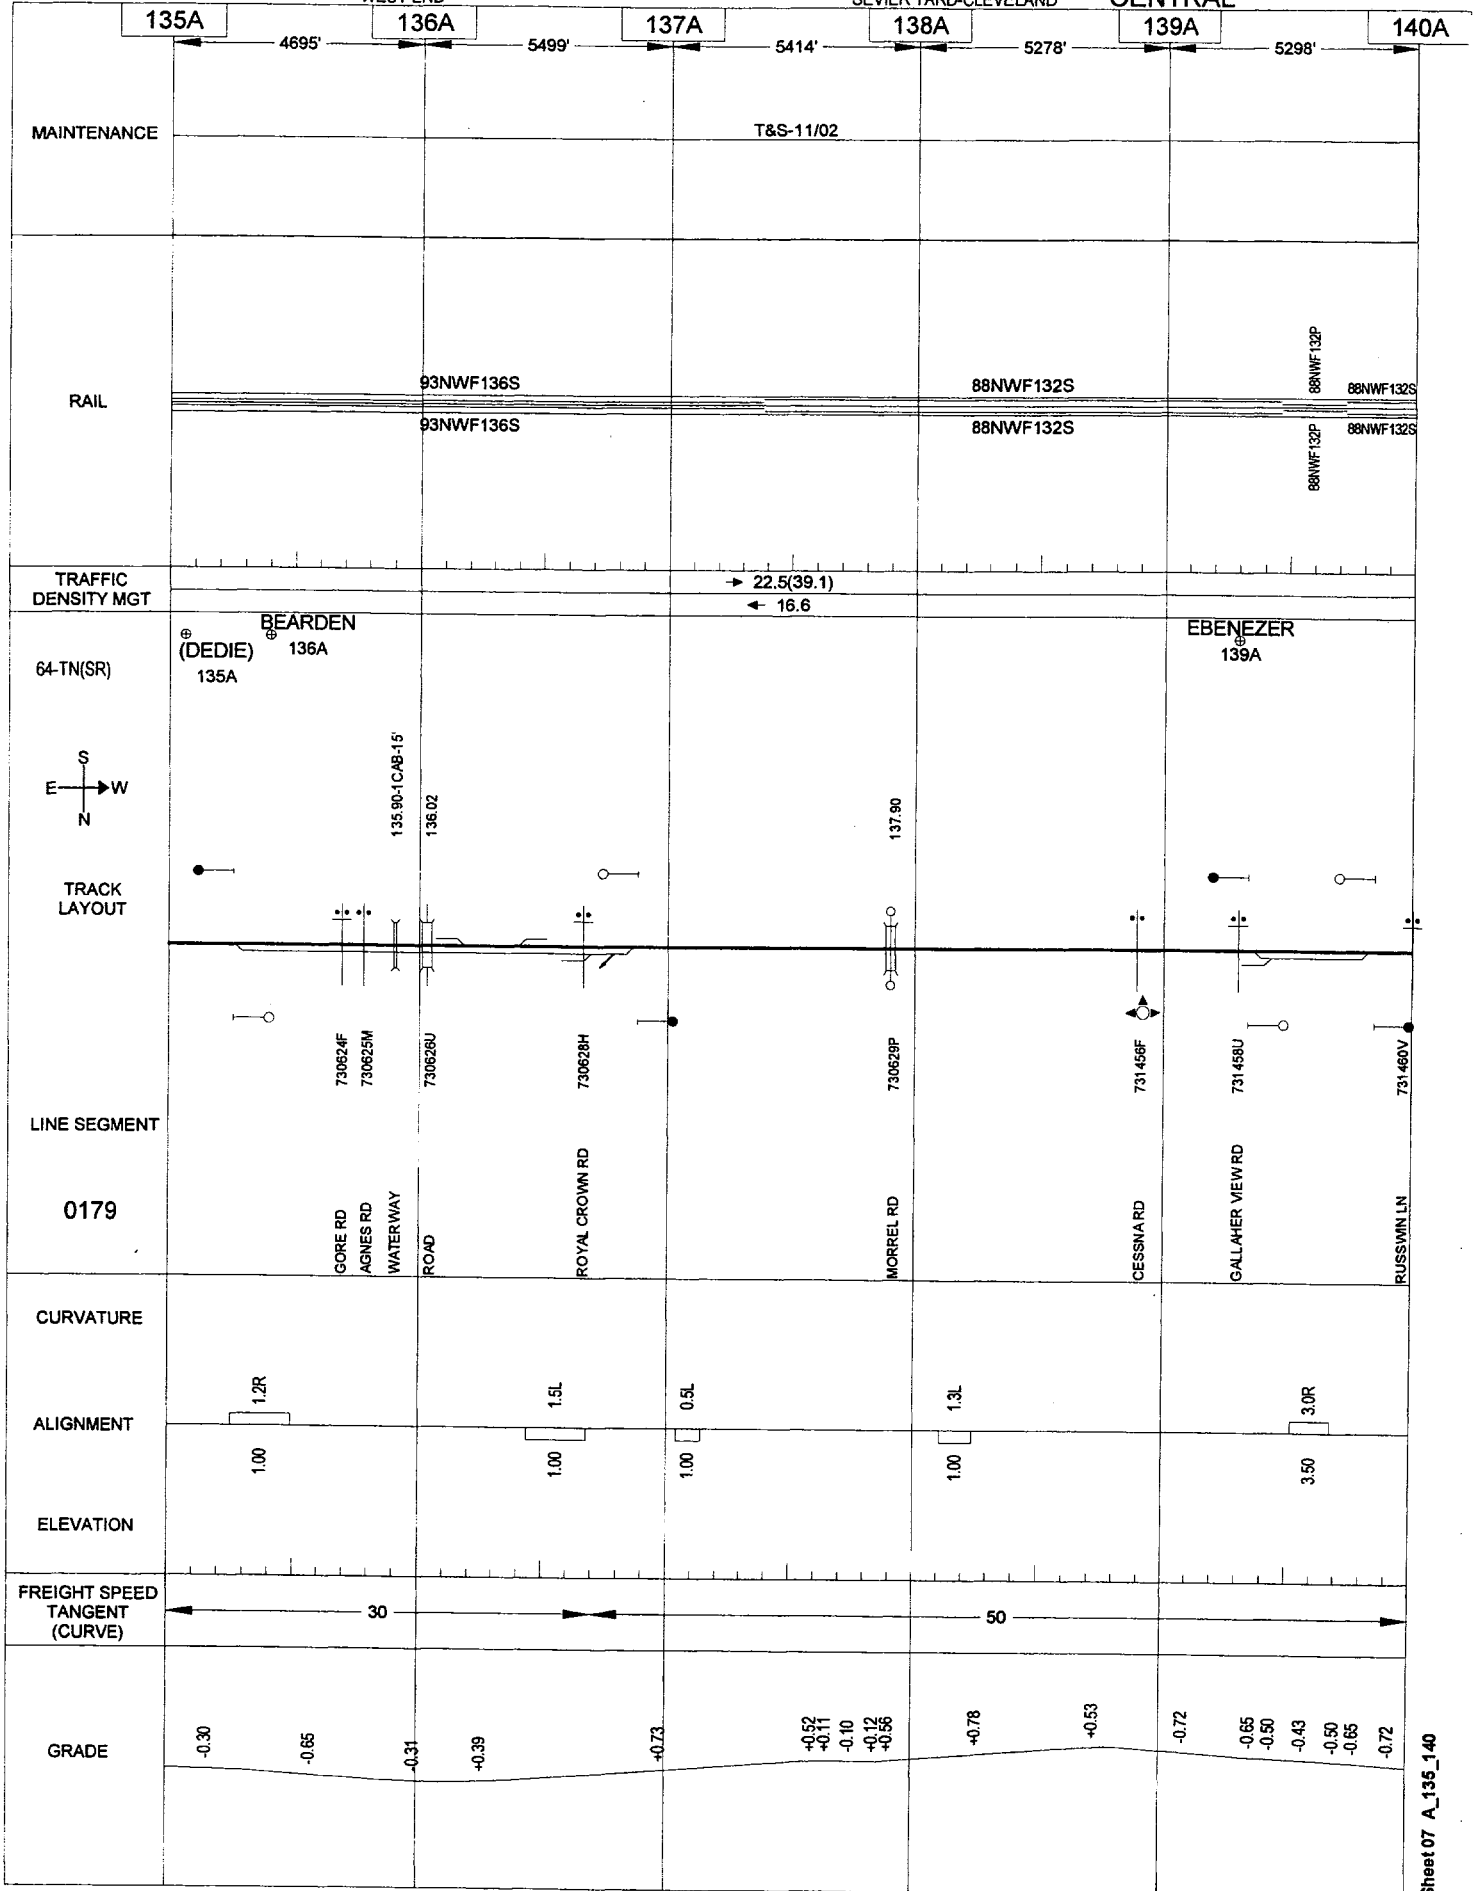 WEST END
SEVIER YARD-CLEVELAND CENTRAL
135A 136A 137A 138A 139A 140A
4695' 5499' 5414' 5278' 5298'
MAINTENANCE
T&S-11/02
RAIL
93NWF136S
93NWF136S
88NWF132S
88NWF132S
88NWF132P
88NWF132P
88NWF132S
88NWF132S
TRAFFIC
DENSITY MGT
22.5(39.1)
16.6
64-TN(SR)
(DEDIE)
135A
BEARDEN
136A
EBENEZER
139A
S
E W
N
135.90-1CAB-15'
136.02
137.90
TRACK
LAYOUT
730624F
730625M
730626U
730628H
730629P
731456F
731458U
731460V
LINE SEGMENT
0179
GORE RD
AGNES RD
WATERWAY
ROAD
ROYAL CROWN RD
MORREL RD
CESSNA RD
GALLAHER VIEW RD
RUSSWIN LN
CURVATURE
ALIGNMENT
1.2R
1.5L
0.5L
1.3L
3.0R
1.00
1.00
1.00
1.00
3.50
ELEVATION
FREIGHT SPEED
TANGENT
(CURVE)
30
50
GRADE
-0.30
-0.65
-0.31
+0.39
+0.73
+0.52
+0.11
-0.10
+0.12
+0.56
+0.78
+0.53
-0.72
-0.65
-0.50
-0.43
-0.50
-0.65
-0.72
Sheet 07 A_135_140